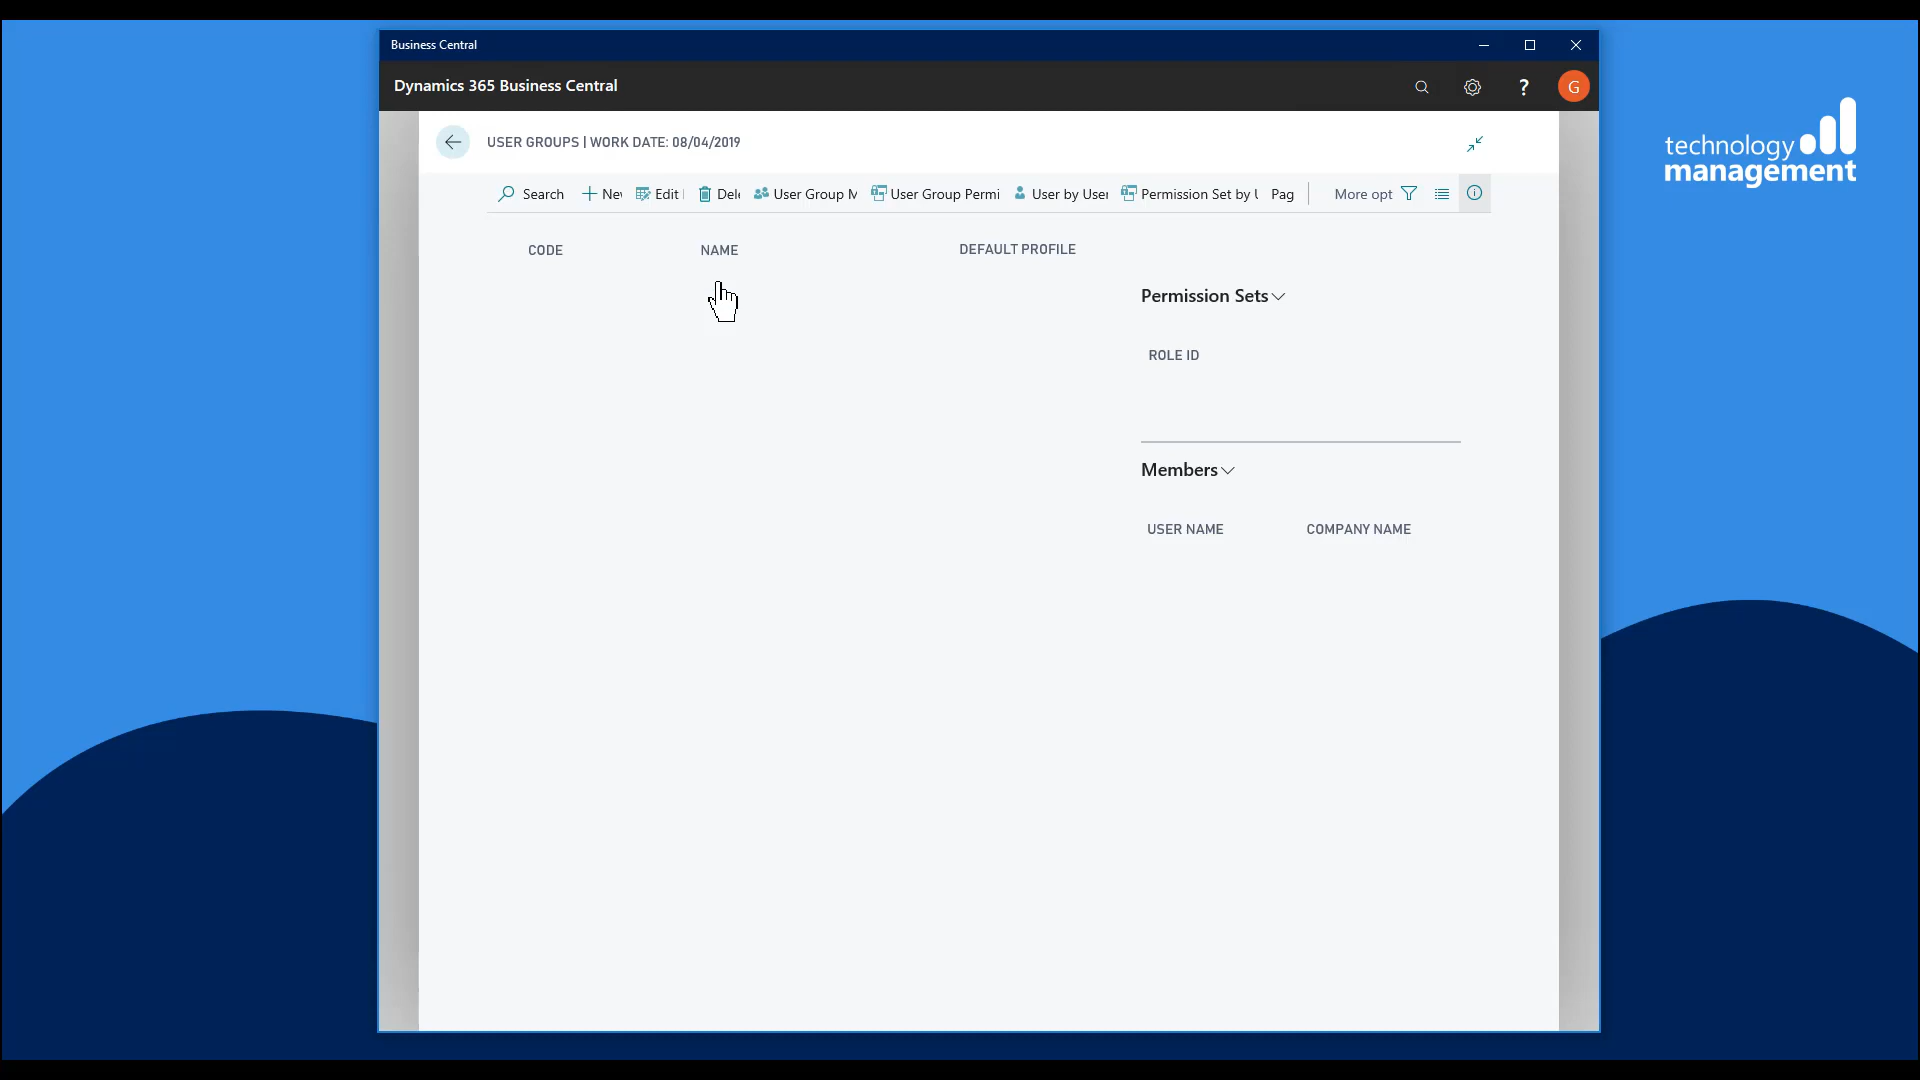 Business Central
Dynamics 365 Business Central
?
G
technology
management
USER GROUPS | WORK DATE: 08/04/2019
Search
Nev
Edit
Dele
User Group M
User Group Permi
User by User
Permission Set by U
Pag
More opt
CODE
NAME
DEFAULT PROFILE
Permission Sets
ROLE ID
Members
USER NAME
COMPANY NAME